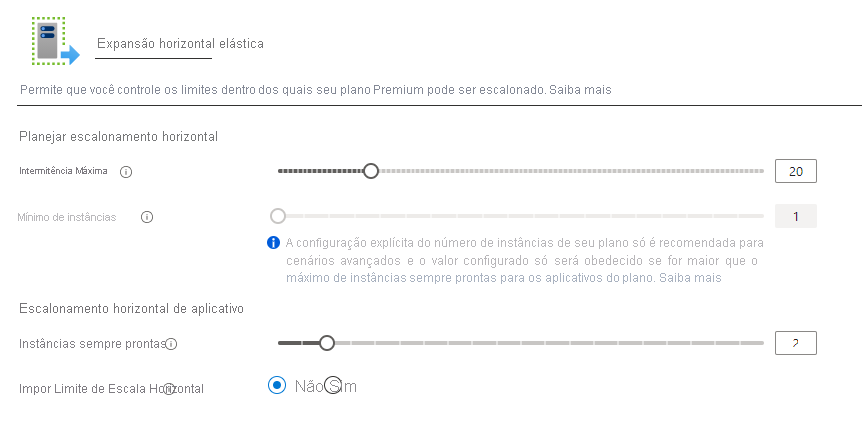 Expansão horizontal elástica
Permite que você controle os limites dentro dos quais seu plano Premium pode ser escalonado. Saiba mais
Planejar escalonamento horizontal
Intermitência Máxima
20
Mínimo de instâncias
1
A configuração explícita do número de instâncias de seu plano só é recomendada para
cenários avançados e o valor configurado só será obedecido se for maior que o
máximo de instâncias sempre prontas para os aplicativos do plano. Saiba mais
Escalonamento horizontal de aplicativo
Instâncias sempre prontas
2
Impor Limite de Escala Horizontal
Não Sim